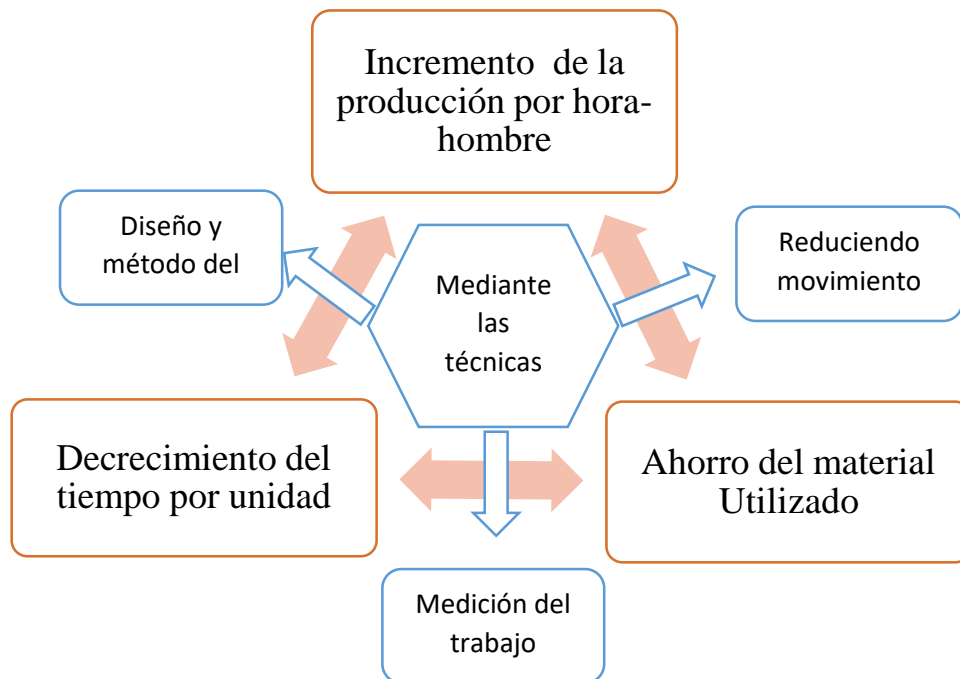 Incremento de la
producción por hora-
hombre
Diseño y
método del
Reduciendo
movimiento
Mediante
las
técnicas
Decrecimiento del
tiempo por unidad
Ahorro del material
Utilizado
Medición del
trabajo